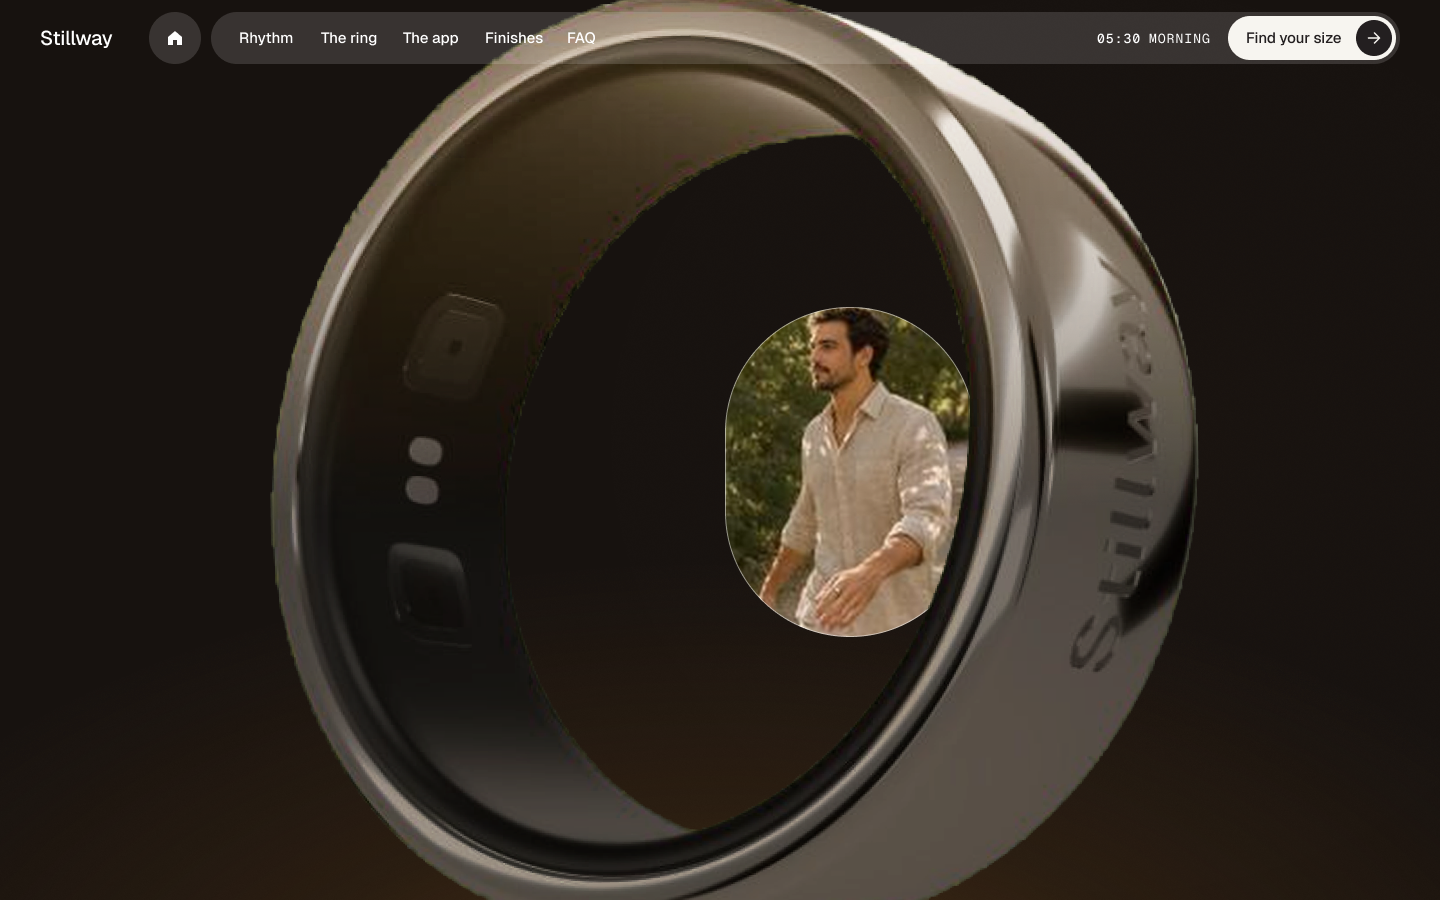 Stillway
Rhythm
The ring
The app
Finishes
FAQ
05:30 MORNING
Find your size
Stillway